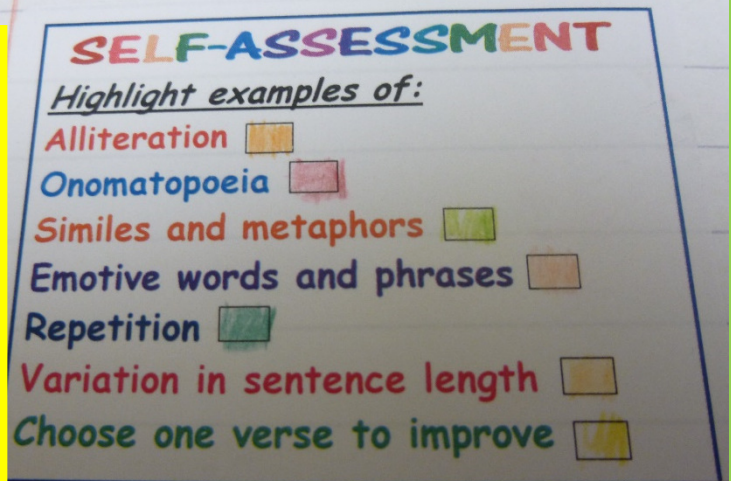 SELF-ASSESSMENT
Highlight examples of:
Alliteration
Onomatopoeia
Similes and metaphors
Emotive words and phrases
Repetition
Variation in sentence length
Choose one verse to improve